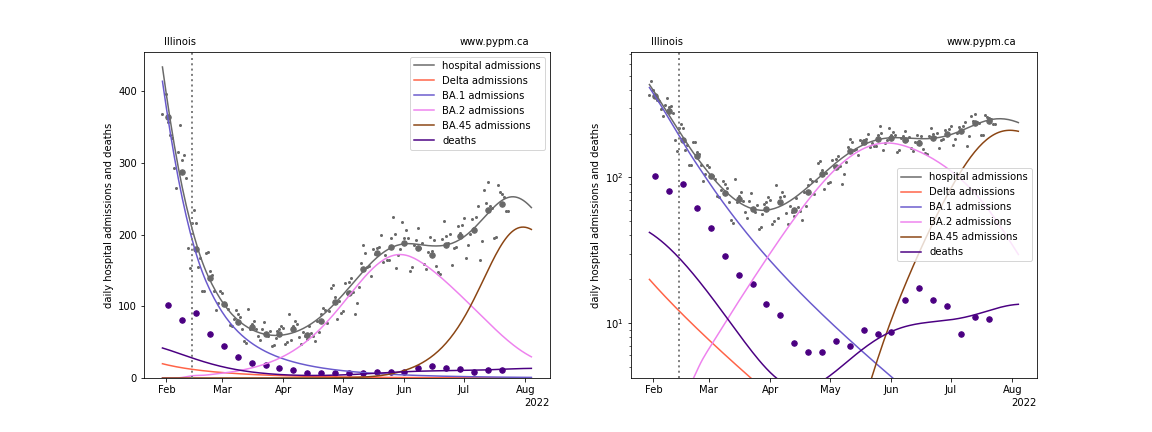 Illinois
www.pypm.ca
daily hospital admissions and deaths
400
300
200
100
0
hospital admissions
Delta admissions
BA.1 admissions
BA.2 admissions
BA.45 admissions
deaths
Feb Mar Apr May Jun Jul Aug
2022
Illinois
www.pypm.ca
daily hospital admissions and deaths
10²
10¹
hospital admissions
Delta admissions
BA.1 admissions
BA.2 admissions
BA.45 admissions
deaths
Feb Mar Apr May Jun Jul Aug
2022